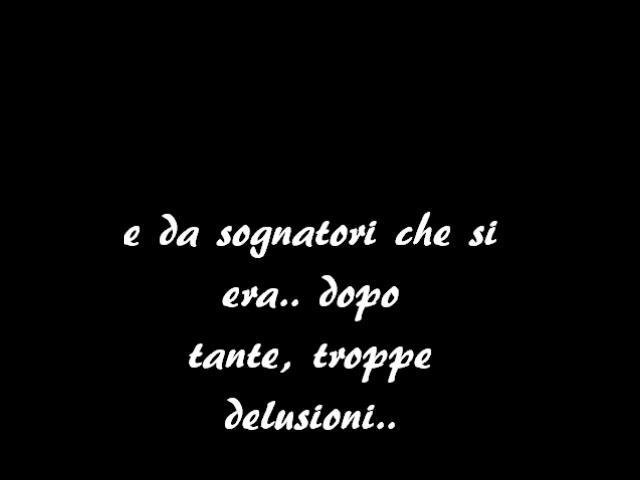 e da sognatori che si
era.. dopo
tante, troppe
delusioni..